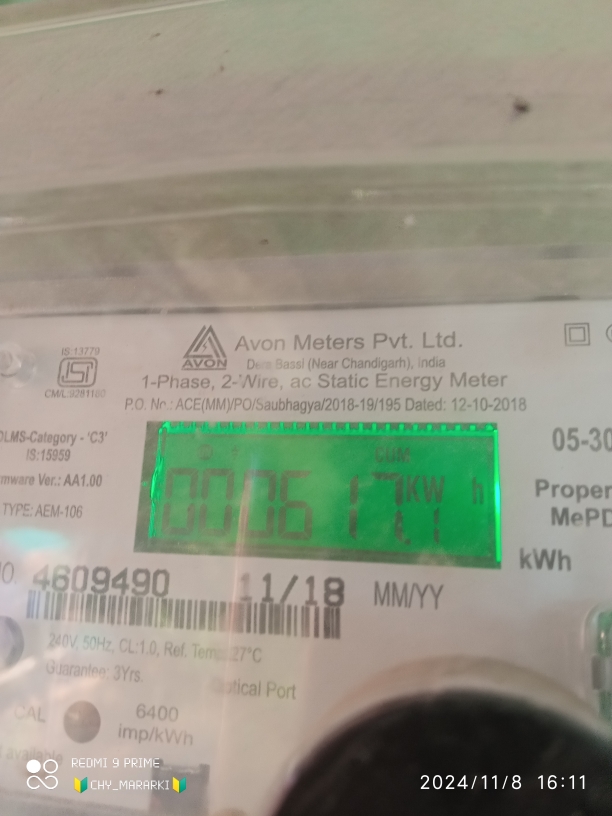 IS:13779
CM/L:9281180
AVON
Avon Meters Pvt. Ltd.
Dera Bassi (Near Chandigarh), India
1-Phase, 2-Wire, ac Static Energy Meter
P.O. No.: ACE(MM)/PO/Saubhagya/2018-19/195 Dated: 12-10-2018
DLMS-Category - 'C3'
IS:15959
rmware Ver.: AA1.00
TYPE: AEM-106
CUM
000617 KW h
05-30
Proper
MePD
kWh
NO. 4609490 11/18 MM/YY
240V, 50Hz, CL:1.0, Ref. Temp. 27°C
Guarantee: 3Yrs.
Optical Port
CAL
6400
imp/kWh
REDMI 9 PRIME
CHY_MARARKI
2024/11/8 16:11